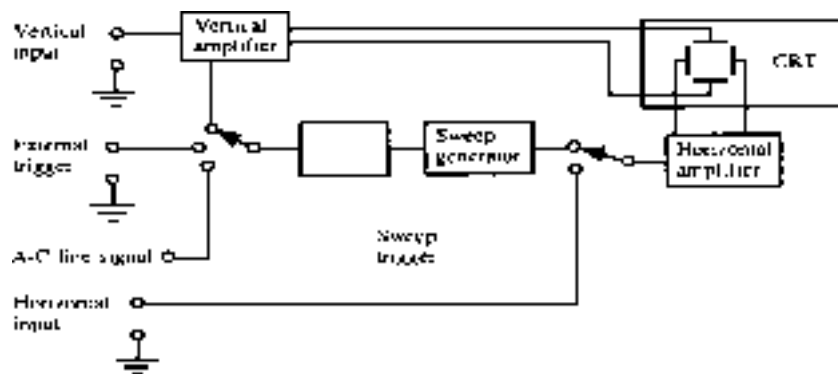 Vertical
input
Vertical
amplifier
CRT
External
trigger
Sweep
generator
Horizontal
amplifier
Sweep
trigger
A-C line signal
Horizontal
input